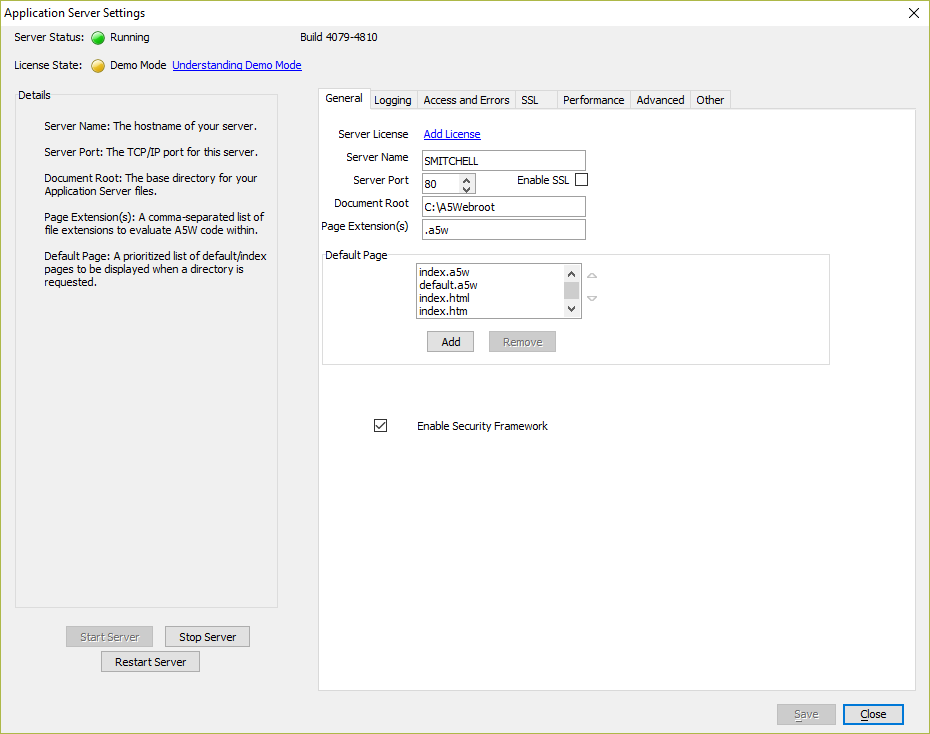 Application Server Settings
Server Status: Running Build 4079-4810
License State: Demo Mode Understanding Demo Mode
Details
Server Name: The hostname of your server.
Server Port: The TCP/IP port for this server.
Document Root: The base directory for your
Application Server files.
Page Extension(s): A comma-separated list of
file extensions to evaluate A5W code within.
Default Page: A prioritized list of default/index
pages to be displayed when a directory is
requested.
Start Server Stop Server
Restart Server
General Logging Access and Errors SSL Performance Advanced Other
Server License Add License
Server Name SMITCHELL
Server Port 80 Enable SSL
Document Root C:\A5Webroot
Page Extension(s) .a5w
Default Page
index.a5w
default.a5w
index.html
index.htm
Add Remove
Enable Security Framework
Save Close